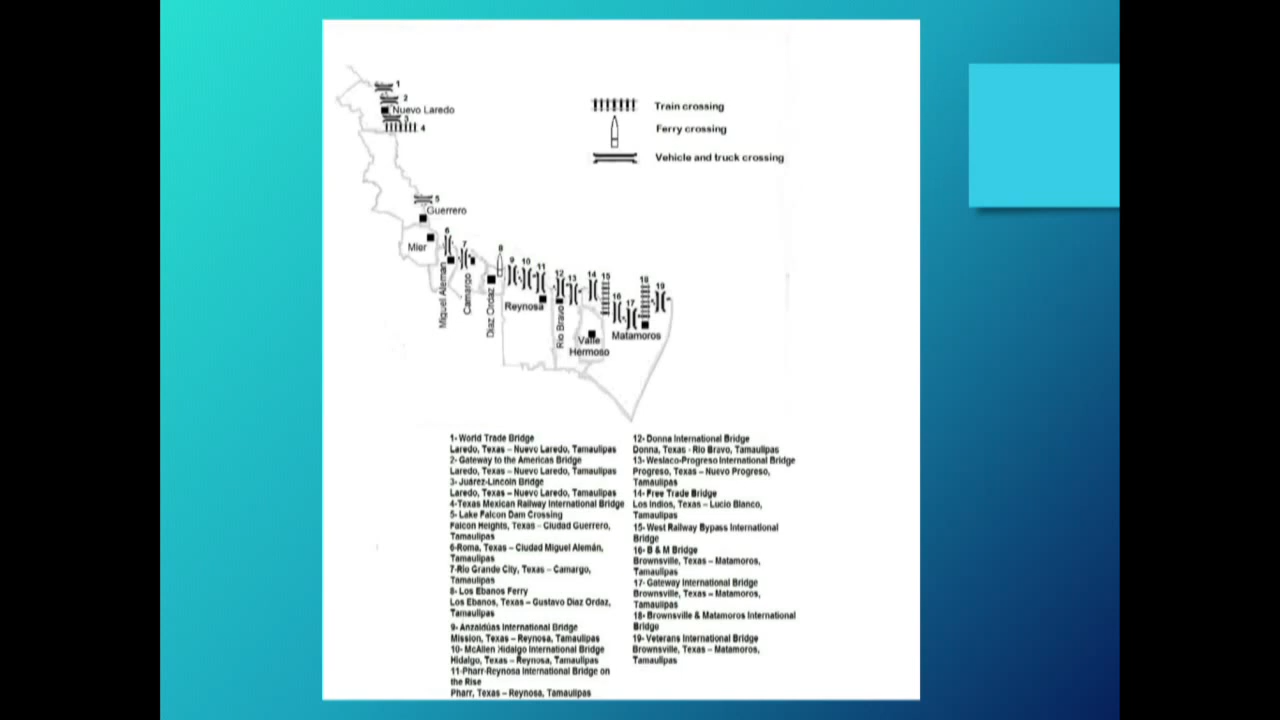 1
2
Nuevo Laredo
3
4
Train crossing
Ferry crossing
Vehicle and truck crossing
5
Guerrero
6
Mier
7
8
Miguel Aleman
Camargo
Diaz Ordaz
9
10
11
Reynosa
12
13
Rio Bravo
14
15
Valle
Hermoso
16
17
18
19
Matamoros
1- World Trade Bridge
Laredo, Texas – Nuevo Laredo, Tamaulipas
2- Gateway to the Americas Bridge
Laredo, Texas – Nuevo Laredo, Tamaulipas
3- Juárez-Lincoln Bridge
Laredo, Texas – Nuevo Laredo, Tamaulipas
4-Texas Mexican Railway International Bridge
5- Lake Falcon Dam Crossing
Falcon Heights, Texas – Ciudad Guerrero,
Tamaulipas
6-Roma, Texas – Ciudad Miguel Alemán,
Tamaulipas
7-Rio Grande City, Texas – Camargo,
Tamaulipas
8- Los Ebanos Ferry
Los Ebanos, Texas – Gustavo Diaz Ordaz,
Tamaulipas
9- Anzaldúas International Bridge
Mission, Texas – Reynosa, Tamaulipas
10- McAllen Hidalgo International Bridge
Hidalgo, Texas – Reynosa, Tamaulipas
11-Pharr-Reynosa International Bridge on
the Rise
Pharr, Texas – Reynosa, Tamaulipas
12- Donna International Bridge
Donna, Texas - Rio Bravo, Tamaulipas
13- Weslaco-Progreso International Bridge
Progreso, Texas – Nuevo Progreso,
Tamaulipas
14- Free Trade Bridge
Los Indios, Texas – Lucio Blanco,
Tamaulipas
15- West Railway Bypass International
Bridge
16- B & M Bridge
Brownsville, Texas – Matamoros,
Tamaulipas
17- Gateway International Bridge
Brownsville, Texas – Matamoros,
Tamaulipas
18- Brownsville & Matamoros International
Bridge
19- Veterans International Bridge
Brownsville, Texas – Matamoros,
Tamaulipas